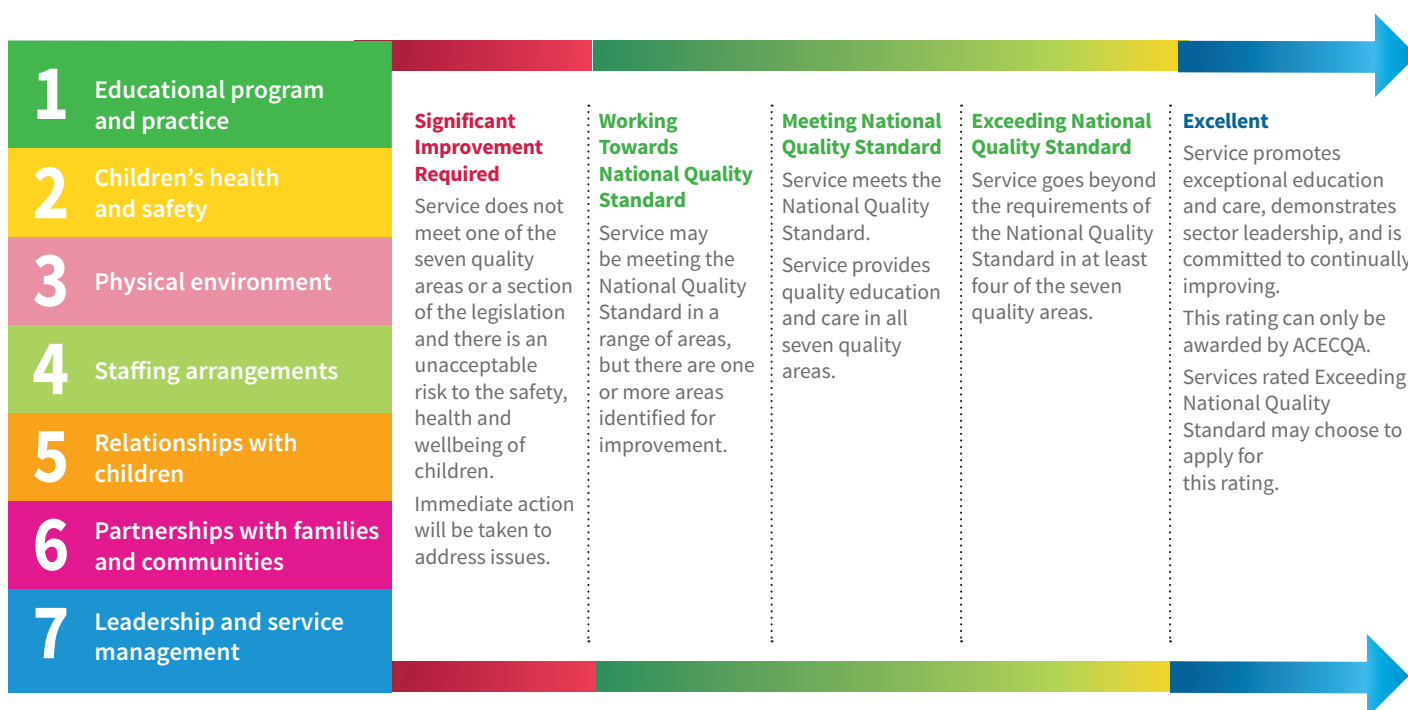 1
Educational program
and practice
2
Children's health
and safety
3
Physical environment
4
Staffing arrangements
5
Relationships with
children
6
Partnerships with families
and communities
7
Leadership and service
management
Significant
Improvement
Required
Service does not
meet one of the
seven quality
areas or a section
of the legislation
and there is an
unacceptable
risk to the safety,
health and
wellbeing of
children.
Immediate action
will be taken to
address issues.
Working
Towards
National Quality
Standard
Service may
be meeting the
National Quality
Standard in a
range of areas,
but there are one
or more areas
identified for
improvement.
Meeting National
Quality Standard
Service meets the
National Quality
Standard.
Service provides
quality education
and care in all
seven quality
areas.
Exceeding National
Quality Standard
Service goes beyond
the requirements of
the National Quality
Standard in at least
four of the seven
quality areas.
Excellent
Service promotes
exceptional education
and care, demonstrates
sector leadership, and is
committed to continually
improving.
This rating can only be
awarded by ACECQA.
Services rated Exceeding
National Quality
Standard may choose to
apply for
this rating.